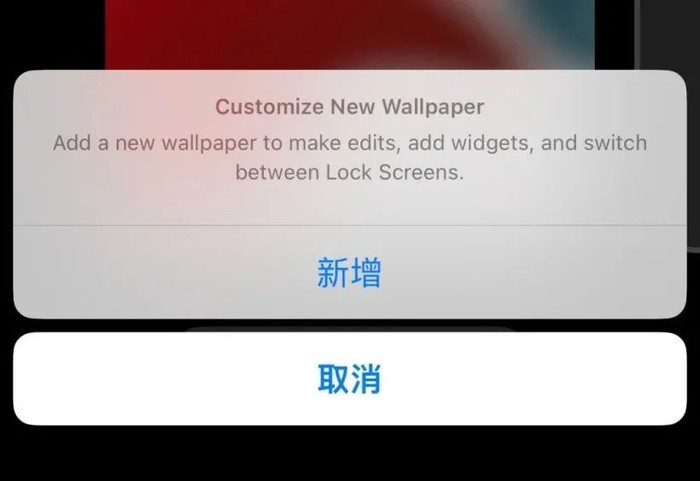 Customize New Wallpaper
Add a new wallpaper to make edits, add widgets, and switch
between Lock Screens.
新增
取消